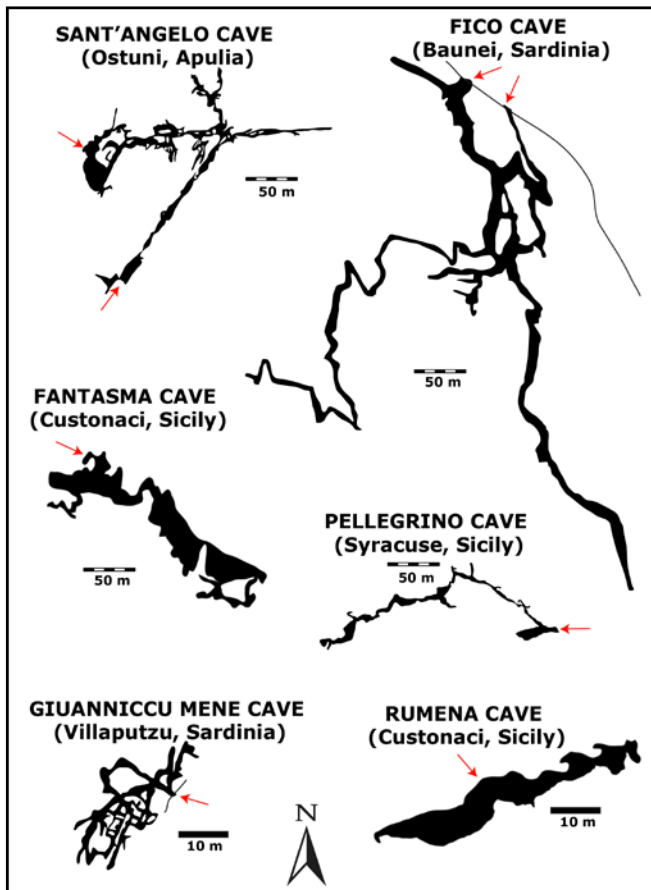 SANT'ANGELO CAVE
(Ostuni, Apulia)
50 m
FICO CAVE
(Baunei, Sardinia)
50 m
FANTASMA CAVE
(Custonaci, Sicily)
50 m
PELLEGRINO CAVE
(Syracuse, Sicily)
50 m
GIUANNICCU MENE CAVE
(Villaputzu, Sardinia)
10 m
N
RUMENA CAVE
(Custonaci, Sicily)
10 m